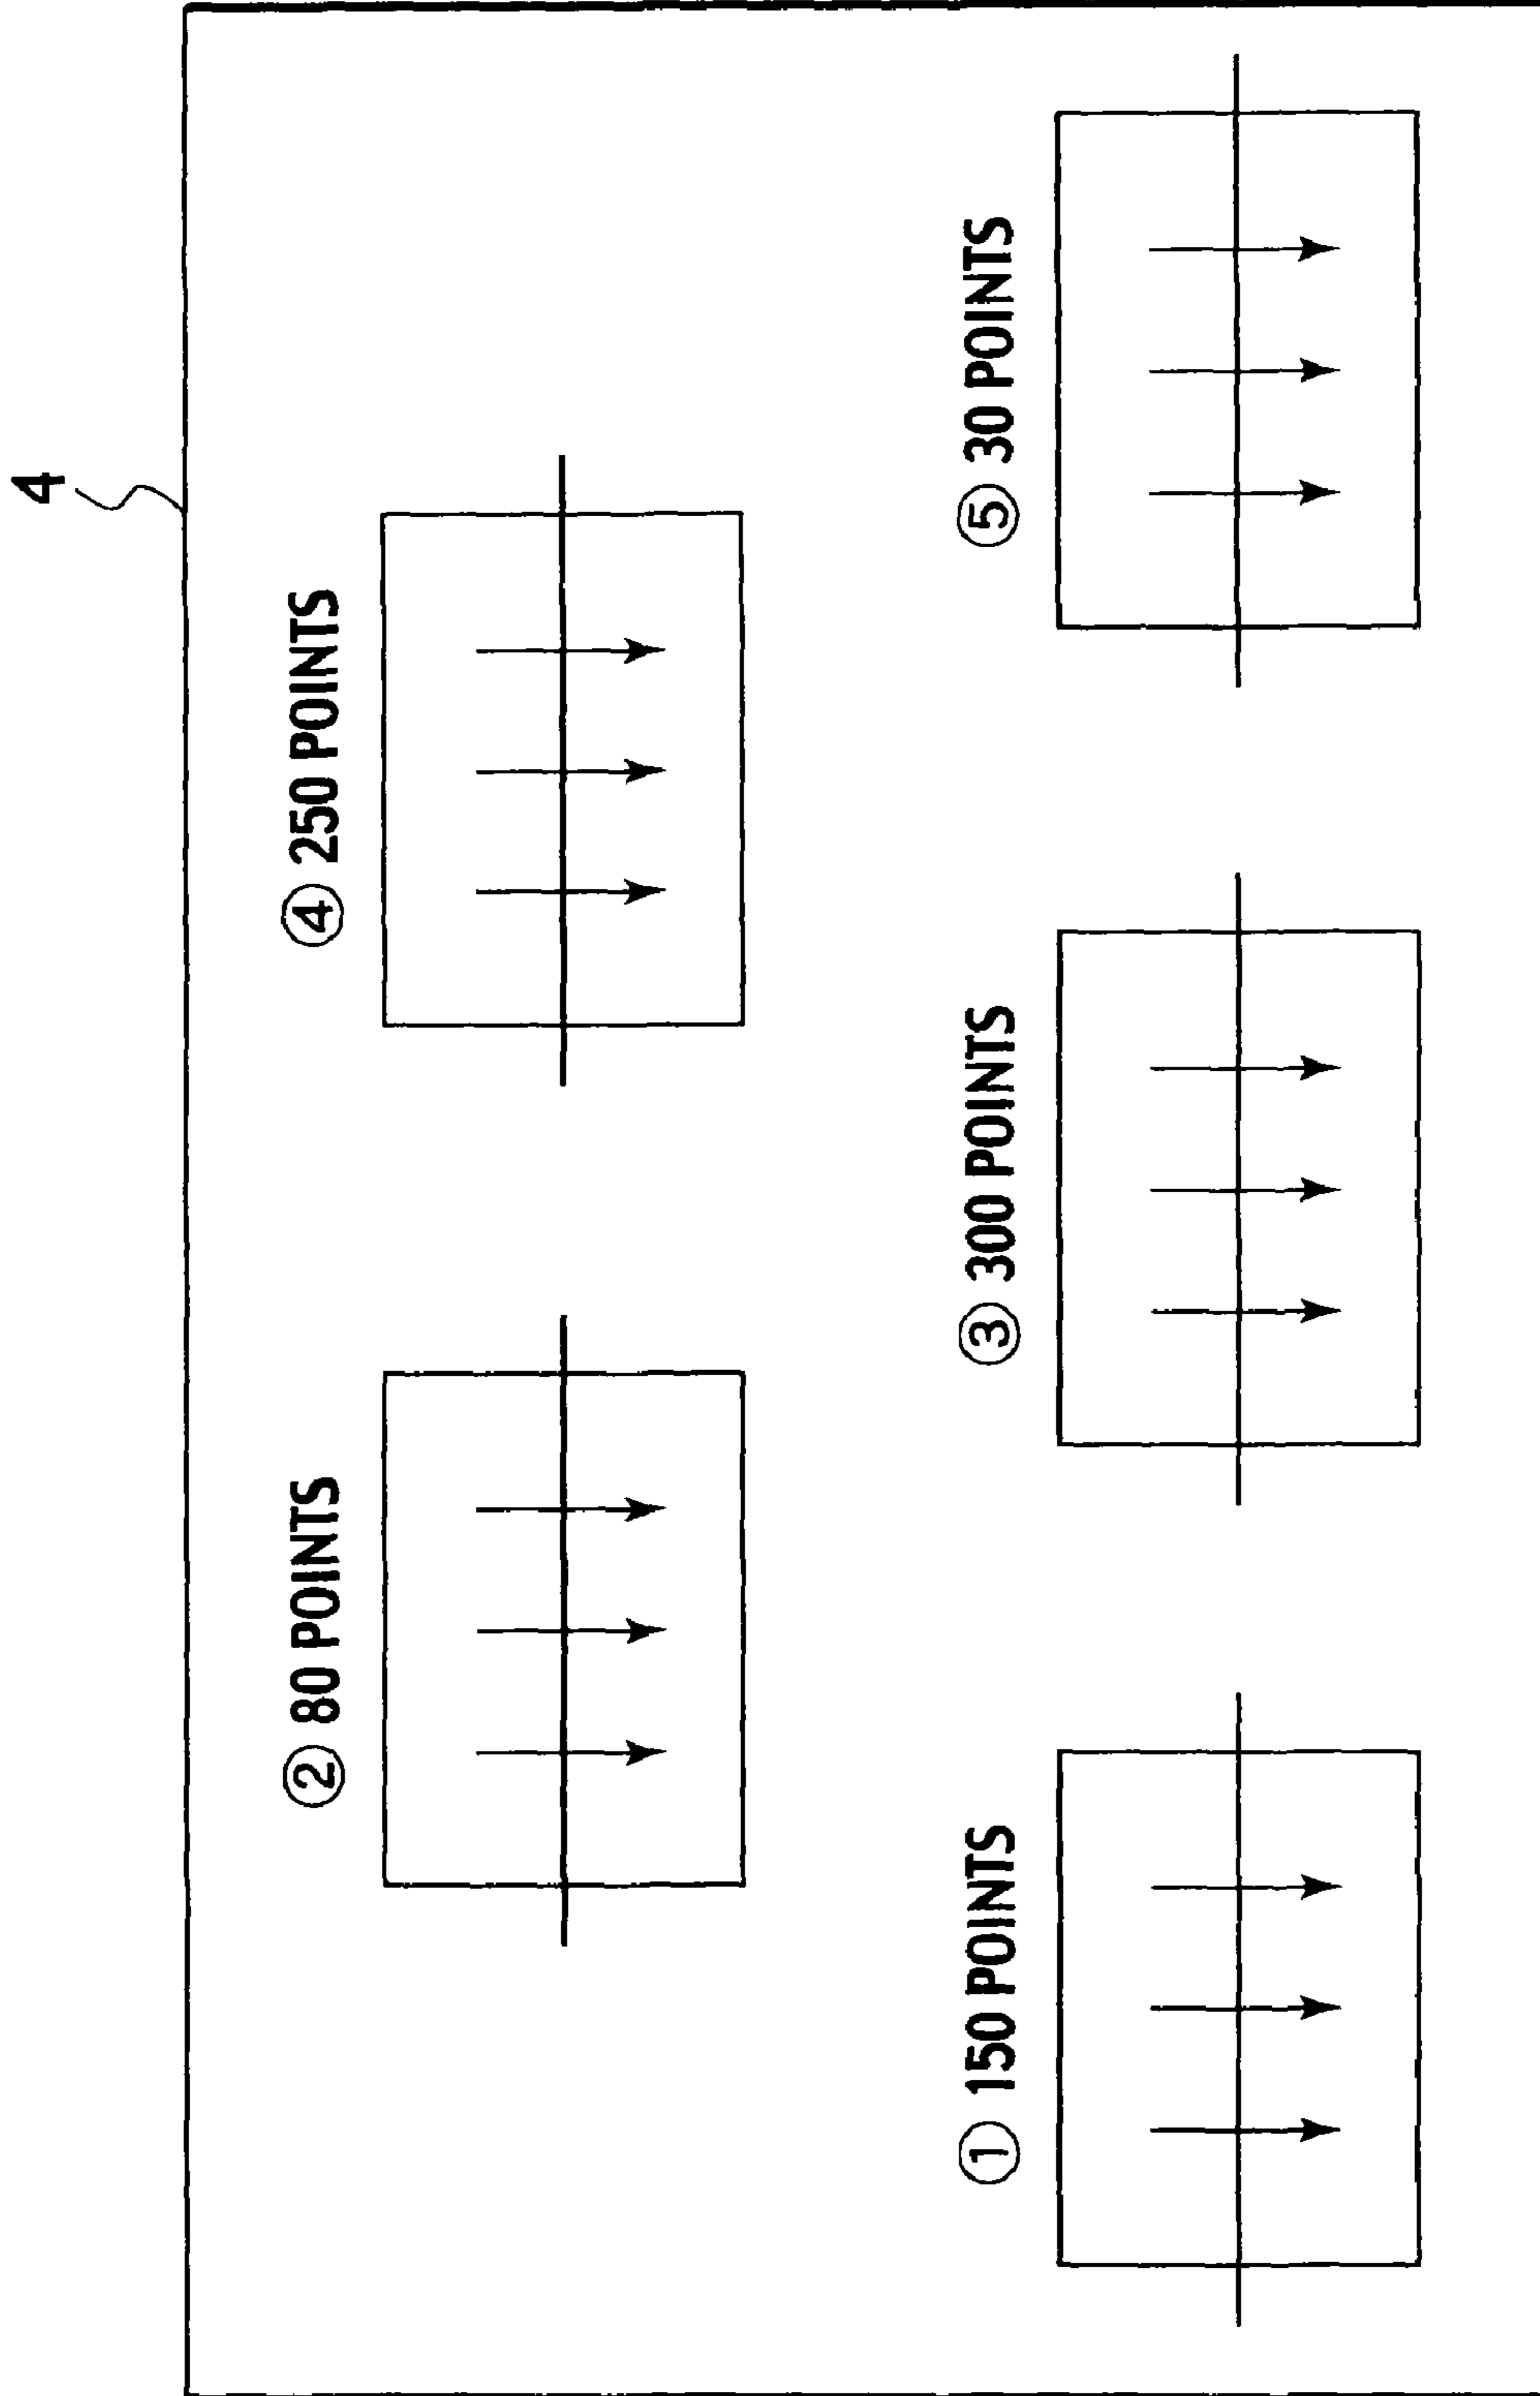 4
② 80 POINTS
④ 250 POINTS
① 150 POINTS
③ 300 POINTS
⑤ 30 POINTS